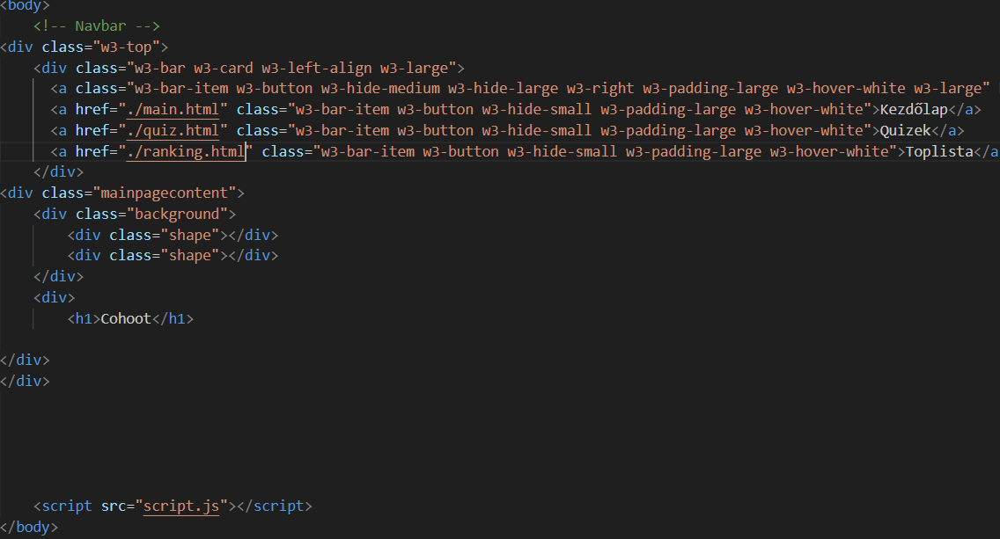 <body>
<!-- Navbar -->
<div class="w3-top">
<div class="w3-bar w3-card w3-left-align w3-large">
<a class="w3-bar-item w3-button w3-hide-medium w3-hide-large w3-right w3-padding-large w3-hover-white w3-large"
<a href="./main.html" class="w3-bar-item w3-button w3-hide-small w3-padding-large w3-hover-white">Kezdőlap</a>
<a href="./quiz.html" class="w3-bar-item w3-button w3-hide-small w3-padding-large w3-hover-white">Quizek</a>
<a href="./ranking.html" class="w3-bar-item w3-button w3-hide-small w3-padding-large w3-hover-white">Toplista</a
</div>
<div class="mainpagecontent">
<div class="background">
<div class="shape"></div>
<div class="shape"></div>
</div>
<div>
<h1>Cohoot</h1>
</div>
</div>
<script src="script.js"></script>
</body>